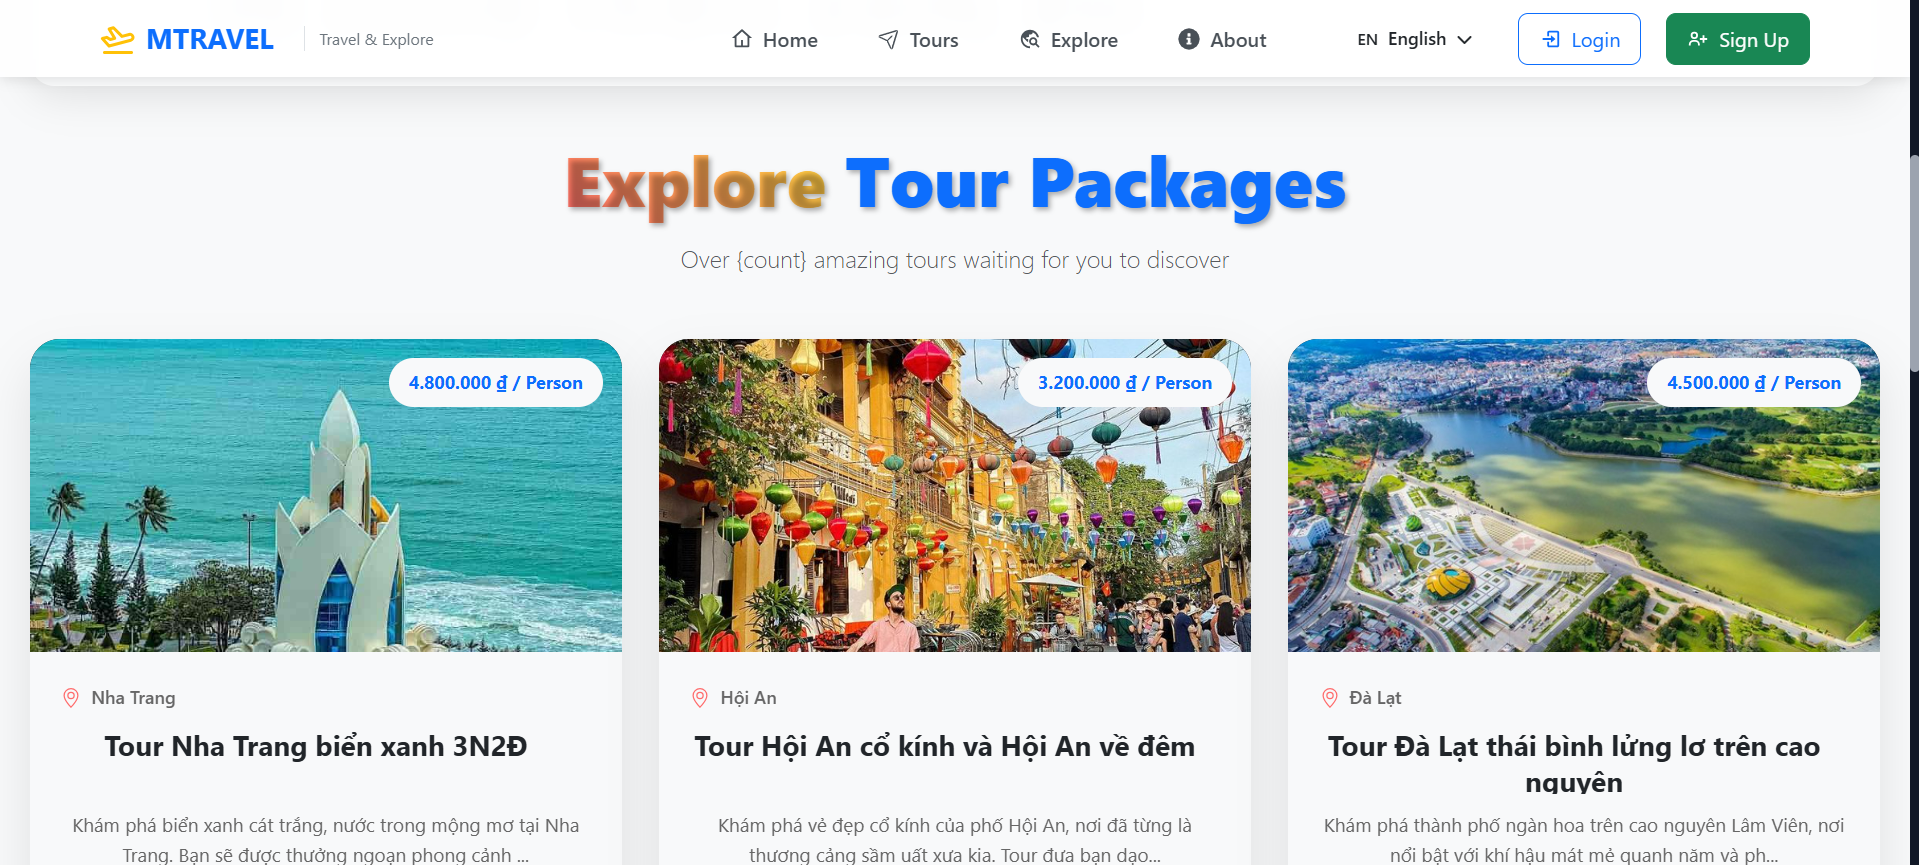 MTRAVEL Travel & Explore Home Tours Explore About EN English Login Sign Up
Explore Tour Packages
Over {count} amazing tours waiting for you to discover
4.800.000 ₫ / Person
3.200.000 ₫ / Person
4.500.000 ₫ / Person
Nha Trang
Tour Nha Trang biển xanh 3N2Đ
Khám phá biển xanh cát trắng, nước trong mộng mơ tại Nha
Trang. Bạn sẽ được thưởng ngoạn phong cảnh ...
Hội An
Tour Hội An cổ kính và Hội An về đêm
Khám phá vẻ đẹp cổ kính của phố Hội An, nơi đã từng là
thương cảng sầm uất xưa kia. Tour đưa bạn dạo...
Đà Lạt
Tour Đà Lạt thái bình lửng lơ trên cao
nguyên
Khám phá thành phố ngàn hoa trên cao nguyên Lâm Viên, nơi
nổi bật với khí hậu mát mẻ quanh năm và ph...